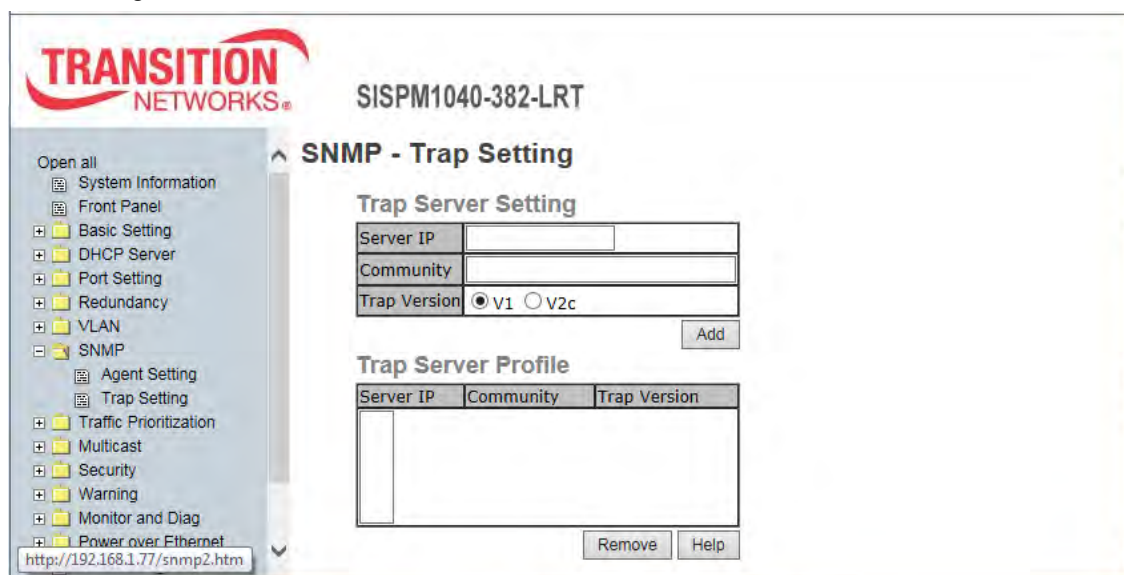 TRANSITION
NETWORKS®
SISPM1040-382-LRT
Open all
System Information
Front Panel
Basic Setting
DHCP Server
Port Setting
Redundancy
VLAN
SNMP
Agent Setting
Trap Setting
Traffic Prioritization
Multicast
Security
Warning
Monitor and Diag
Power over Ethernet
http://192.168.1.77/snmp2.htm
SNMP - Trap Setting
Trap Server Setting
Server IP
Community
Trap Version V1 V2c
Add
Trap Server Profile
Server IP Community Trap Version
Remove Help